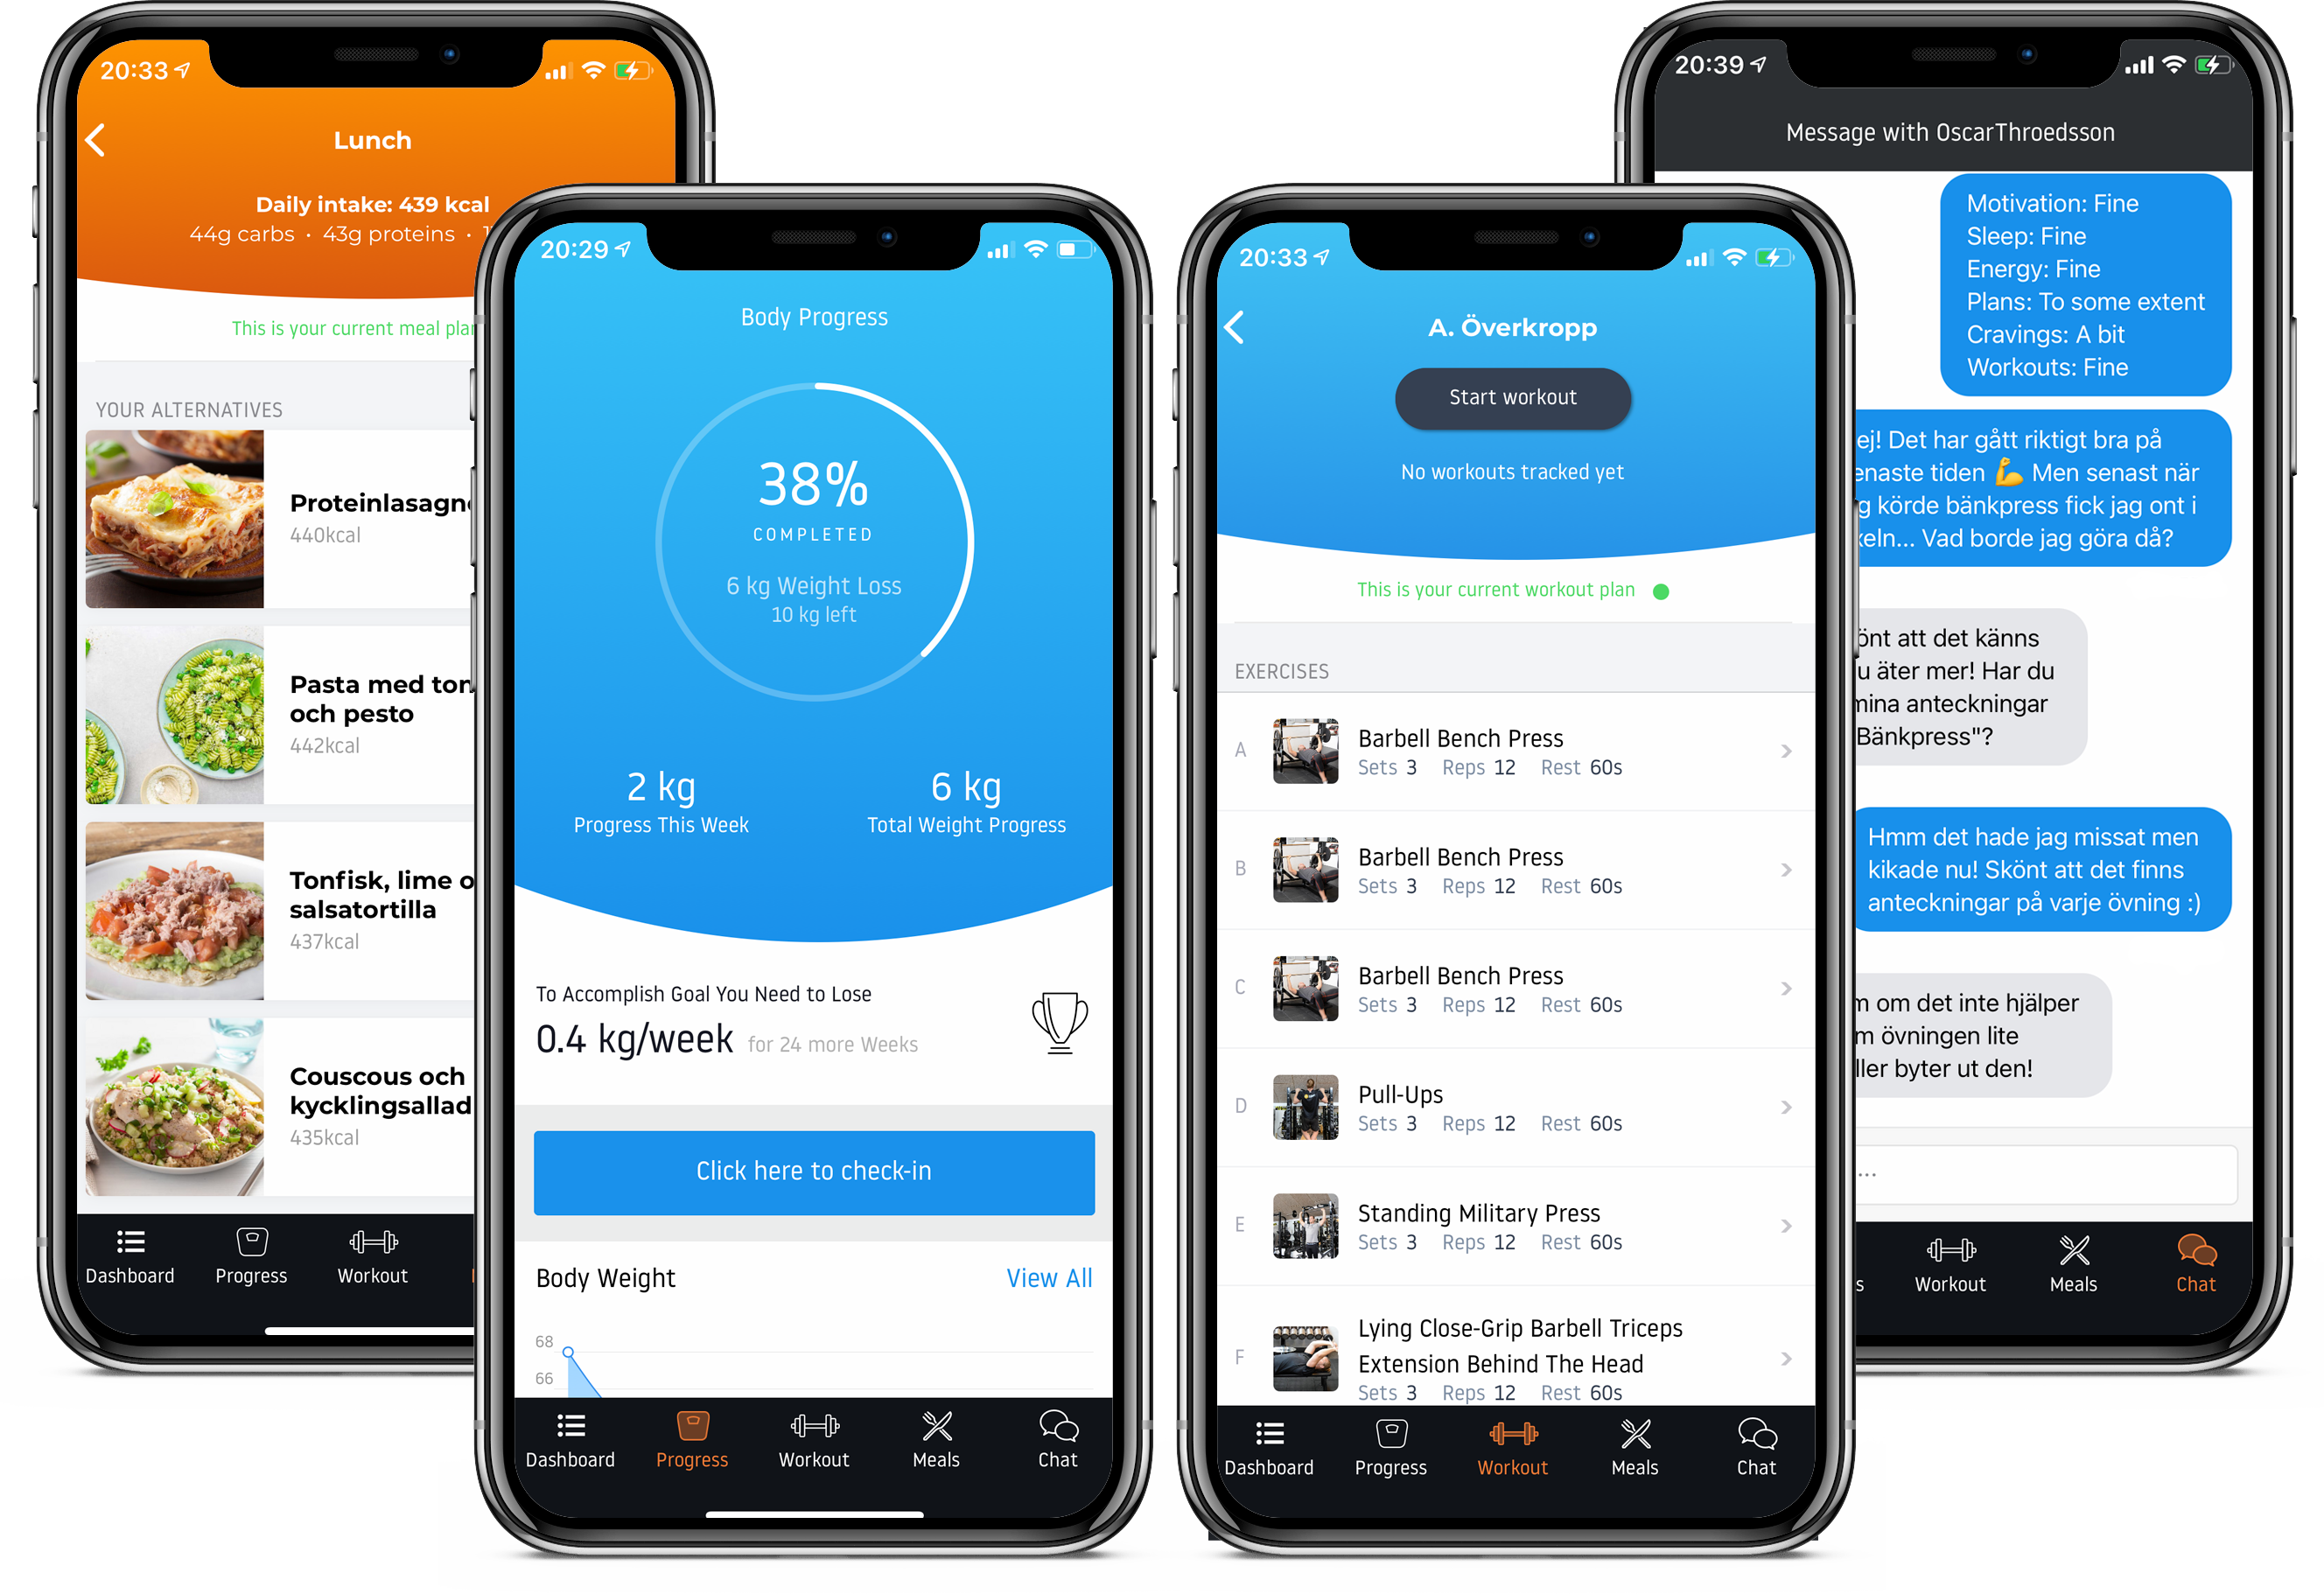 20:33
Lunch
Daily intake: 439 kcal
44g carbs · 43g proteins ·
This is your current meal
YOUR ALTERNATIVES
440kcal
Pasta med
och pesto
442kcal
Tonfisk, lime
salsatortilla
437kcal
Couscous och
kycklingsallad
435kcal
Dashboard
Progress
Workout
20:29
Body Progress
38%
COMPLETED
6 kg Weight Loss
10 kg left
2 kg
Progress This Week
6 kg
Total Weight Progress
To Accomplish Goal You Need to Lose
0.4 kg/week for 24 more Weeks
Click here to check-in
Body Weight
View All
68
66
Dashboard
Progress
Workout
Meals
Chat
20:33
A. Överkropp
Start workout
No workouts tracked yet
This is your current workout plan
EXERCISES
A
Barbell Bench Press
Sets 3 Reps 12 Rest 60s
B
Barbell Bench Press
Sets 3 Reps 12 Rest 60s
C
Barbell Bench Press
Sets 3 Reps 12 Rest 60s
D
Pull-Ups
Sets 3 Reps 12 Rest 60s
E
Standing Military Press
Sets 3 Reps 12 Rest 60s
F
Lying Close-Grip Barbell Triceps
Extension Behind The Head
Sets 3 Reps 12 Rest 60s
Dashboard
Progress
Workout
Meals
Chat
20:39
Message with OscarThroedsson
Motivation: Fine
Sleep: Fine
Energy: Fine
Plans: To some extent
Cravings: A bit
Workouts: Fine
Det har gått riktigt bra på
tiden 💪 Men senast när
körde bänkpress fick jag ont i
Vad borde jag göra då?
att det känns
äter mer! Har du
anteckningar
Bänkpress"?
Hmm det hade jag missat men
kikade nu! Skönt att det finns
anteckningar på varje övning :)
om det inte hjälper
övningen lite
byter ut den!
...
Workout
Meals
Chat